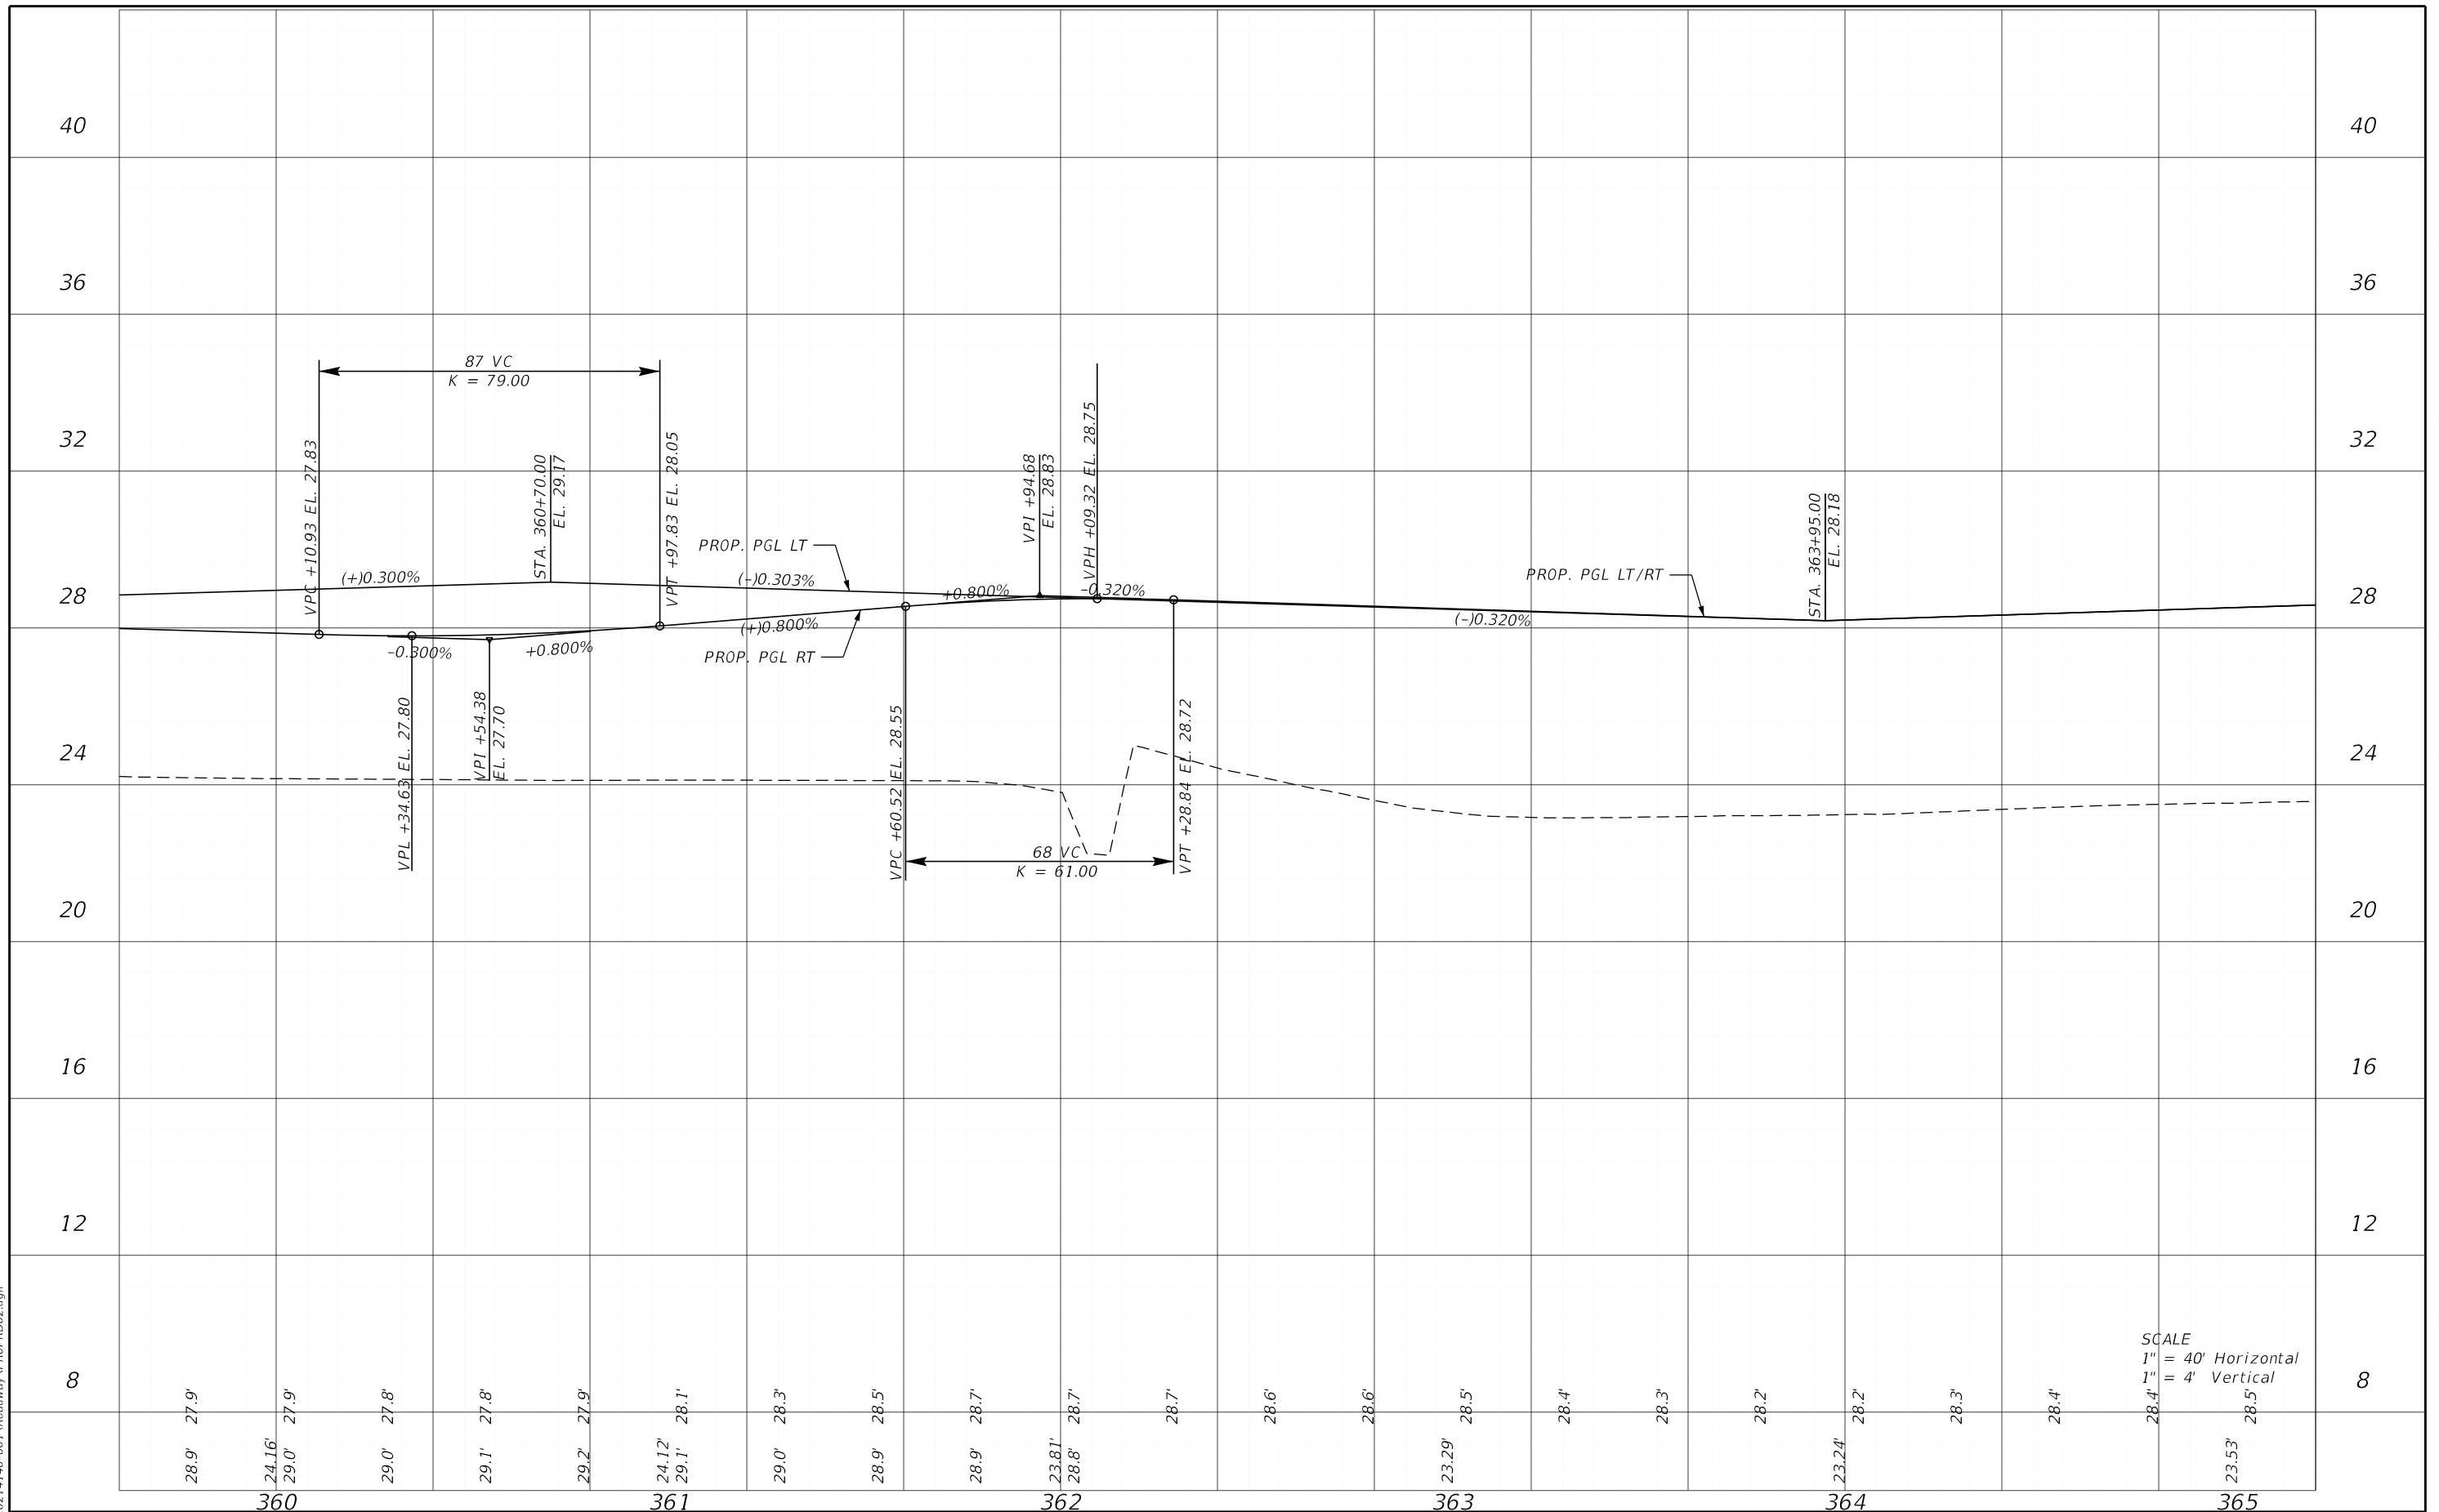 40 40
36 36
87 VC
K = 79.00
32 32
VPC +10.93 EL. 27.83
STA. 360+70.00
EL. 29.17
VPT +97.83 EL. 28.05
VPI +94.68
EL. 28.83
VPH +09.32 EL. 28.75
STA. 363+95.00
EL. 28.18
PROP. PGL LT
PROP. PGL LT/RT
(+)0.300%
(-)0.303%
+0.800%
-0.320%
28 28
(+)0.800%
(-)0.320%
-0.300%
+0.800%
PROP. PGL RT
VPL +34.63 EL. 27.80
VPI +54.38
EL. 27.70
VPC +60.52 EL. 28.55
VPT +28.84 EL. 28.72
24 24
68 VC
K = 61.00
20 20
16 16
12 12
SCALE
1" = 40' Horizontal
1" = 4' Vertical
8 8
27.9' 27.9' 27.8' 27.8' 27.9' 28.1' 28.3' 28.5' 28.7' 28.7' 28.7' 28.6' 28.6' 28.5' 28.4' 28.3' 28.2' 28.2' 28.3' 28.4' 28.4' 28.5'
28.9' 24.16' 29.0' 29.0' 29.1' 29.2' 24.12' 29.1' 29.0' 28.9' 28.9' 23.81' 28.8' 23.29' 23.24' 23.53'
360 361 362 363 364 365